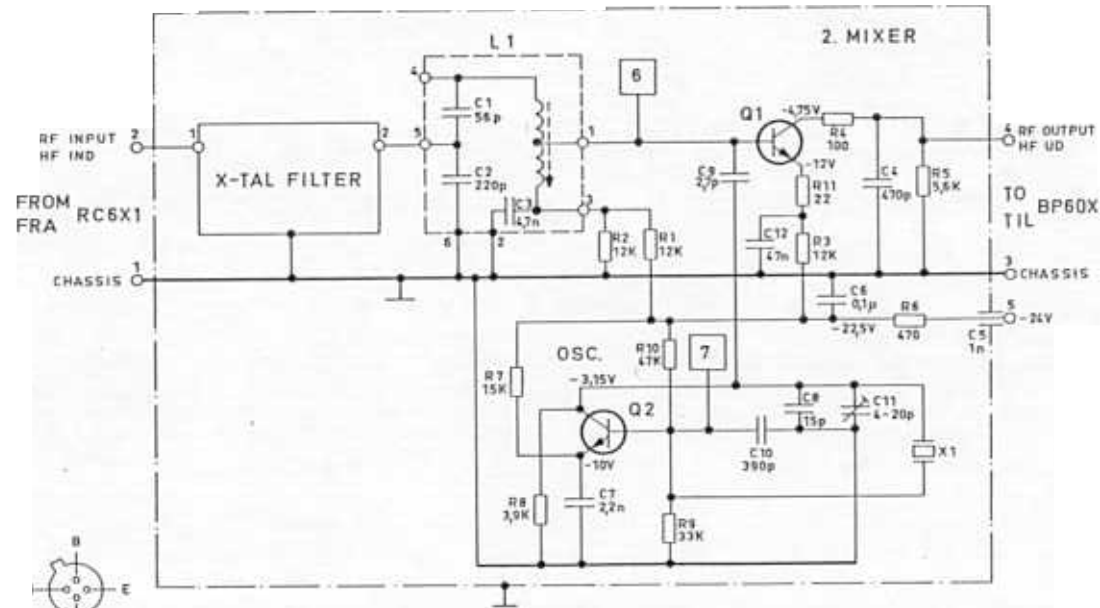 2. MIXER
L1
4
6
C1
56p
Q1
-4,75V
R4
100
RF INPUT
HF IND
2
1
X-TAL FILTER
2
5
1
4
RF OUTPUT
HF UD
C2
220p
C9
2,7p
-12V
R11
22
C4
470p
R5
5,6K
FROM
FRA
RC6X1
TO
TIL
BP60X
C3
4,7n
3
6
2
R2
12K
R1
12K
C12
47n
R3
12K
CHASSIS
1
3
CHASSIS
C6
0,1µ
-22,5V
R6
470
5
-24V
C5
1n
OSC.
R10
47K
7
R7
15K
-3,15V
Q2
C8
15p
C11
4-20p
C10
390p
X1
-10V
R8
3,9K
C7
2,2n
R9
33K
B
E